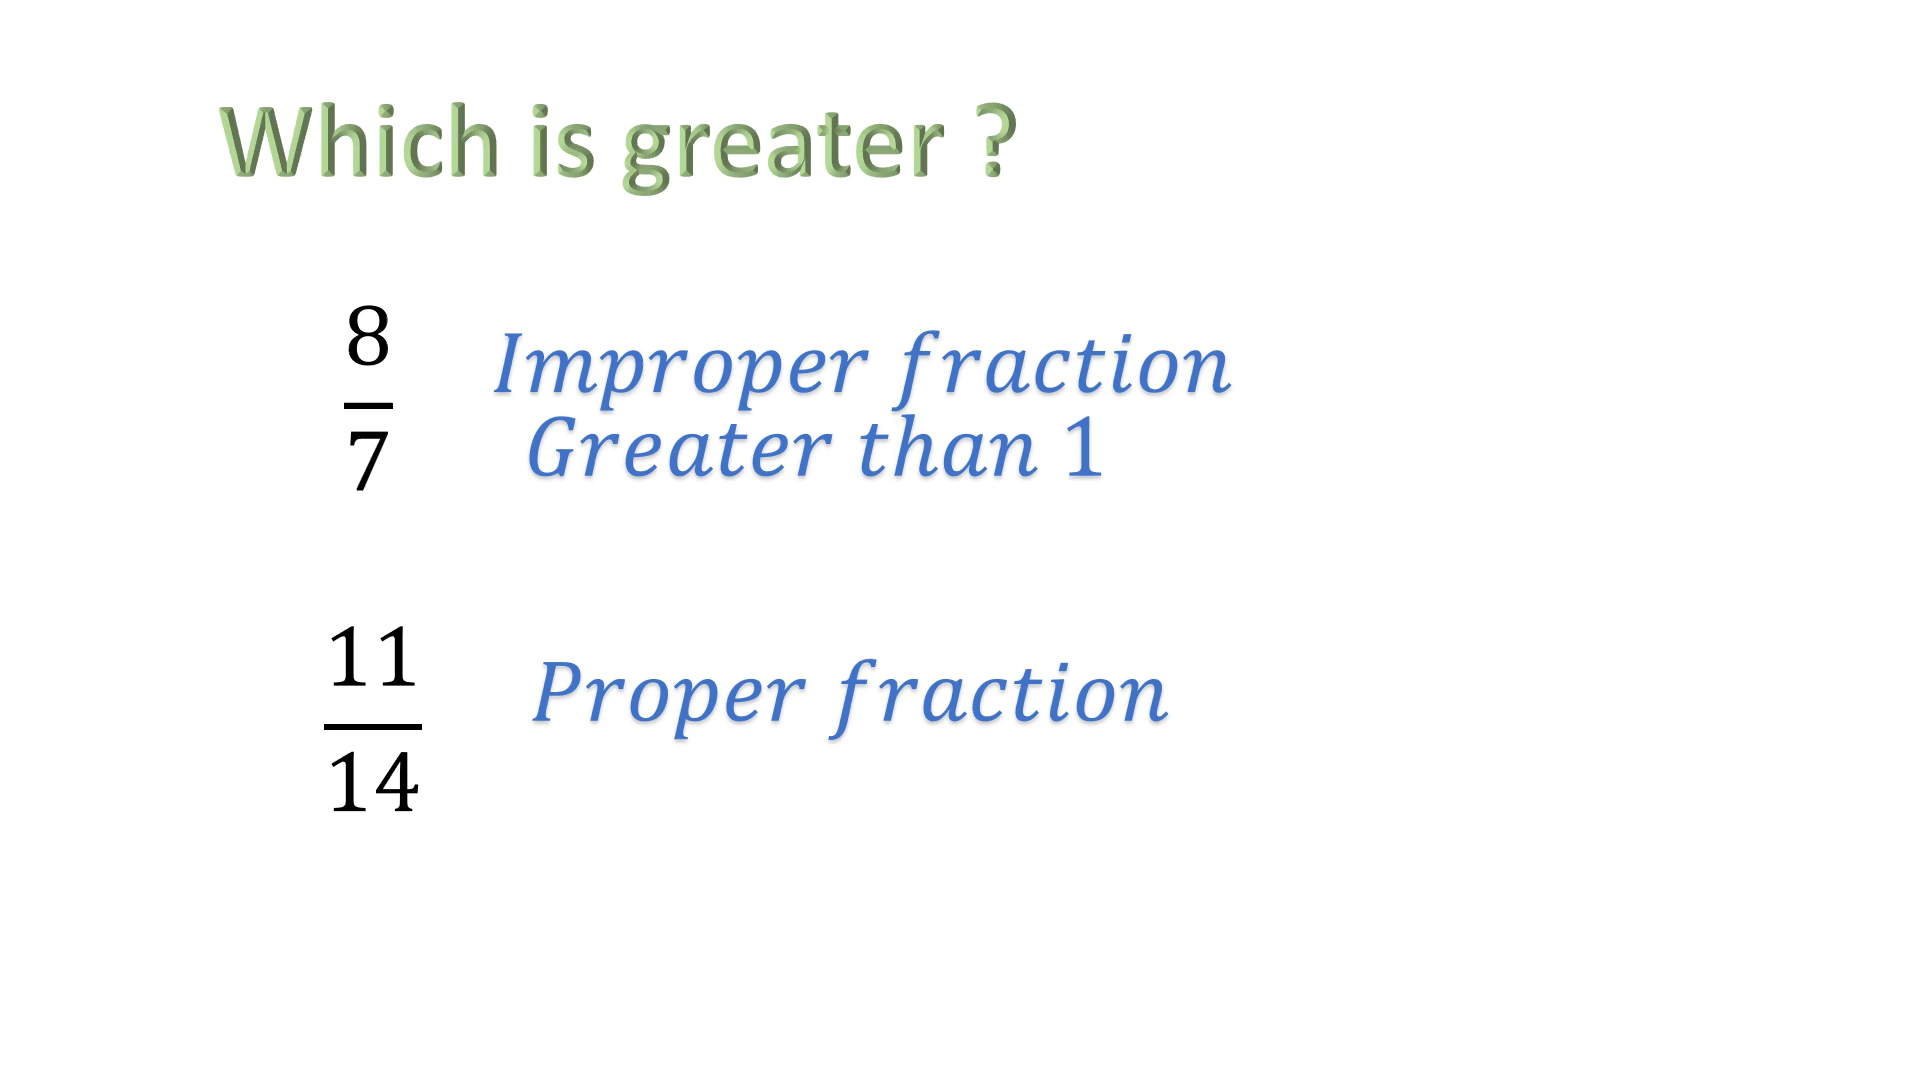 Which is greater ?
8
7
Improper fraction
Greater than 1
11
14
Proper fraction